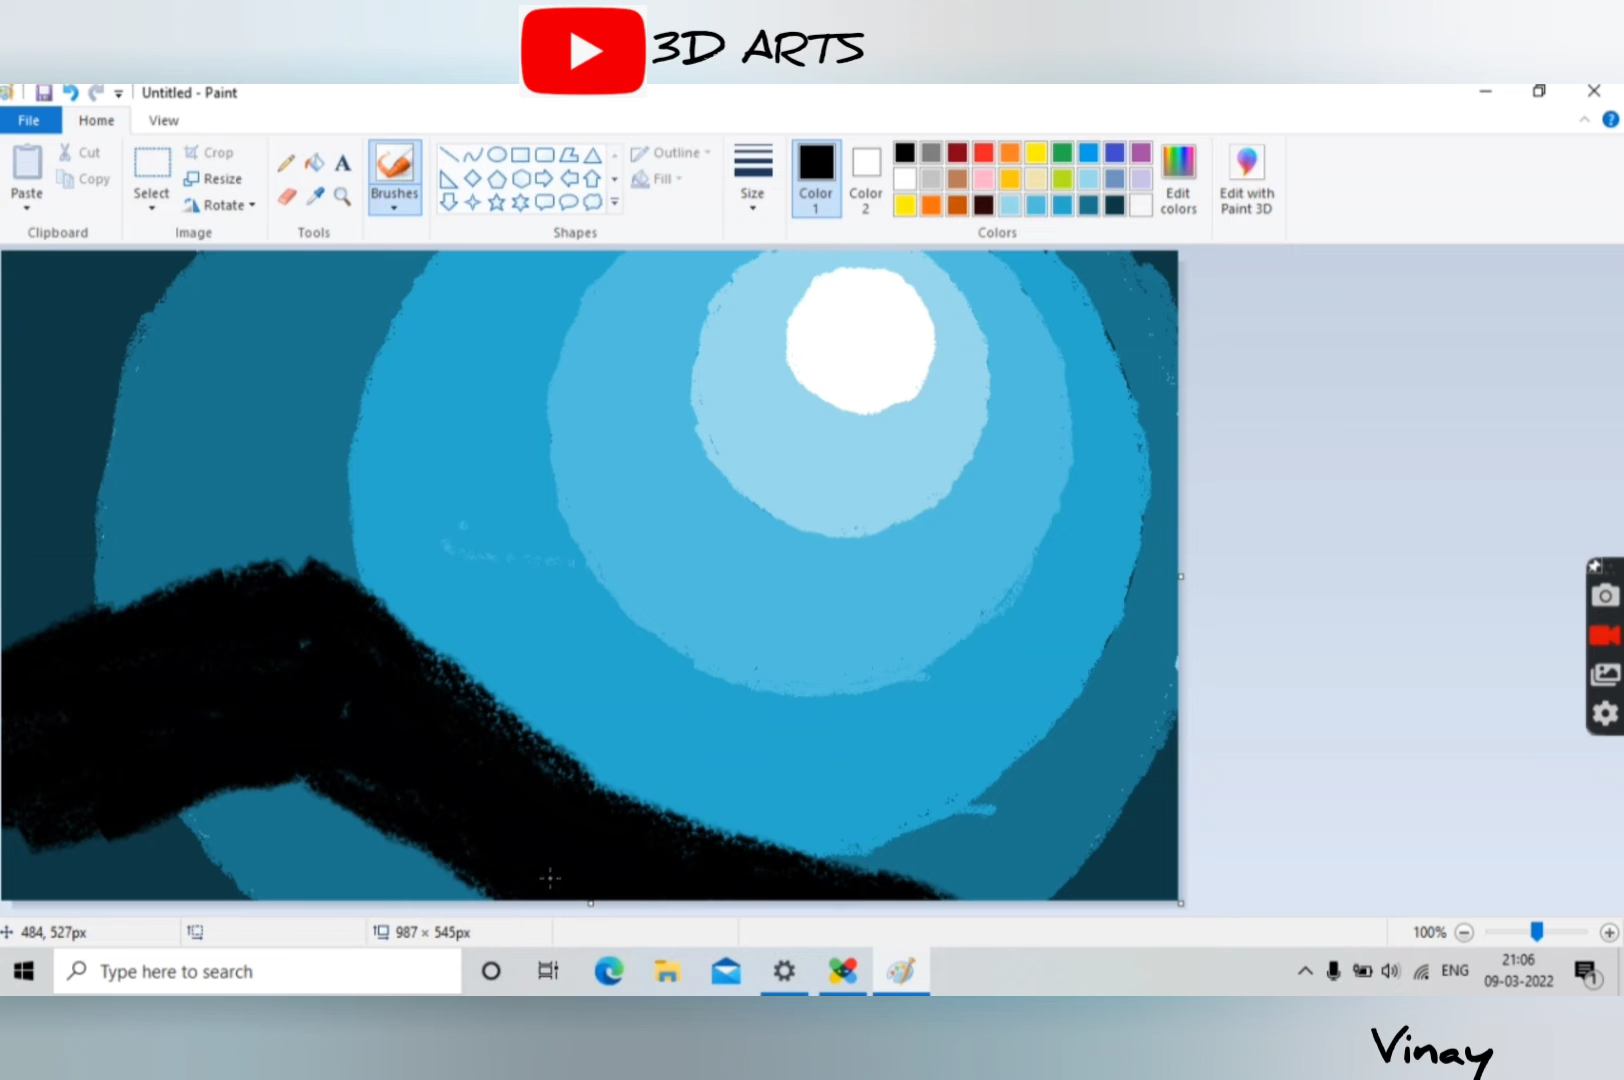 3D ARTS
Untitled - Paint
File Home View
Paste
Cut
Copy
Clipboard
Select
Crop
Resize
Rotate
Image
A
Tools
Brushes
Outline
Fill
Shapes
Size
Color 1
Color 2
Edit colors
Colors
Edit with Paint 3D
484, 527px
987 × 545px
100%
Type here to search
ENG
21:06
09-03-2022
1
Vinay